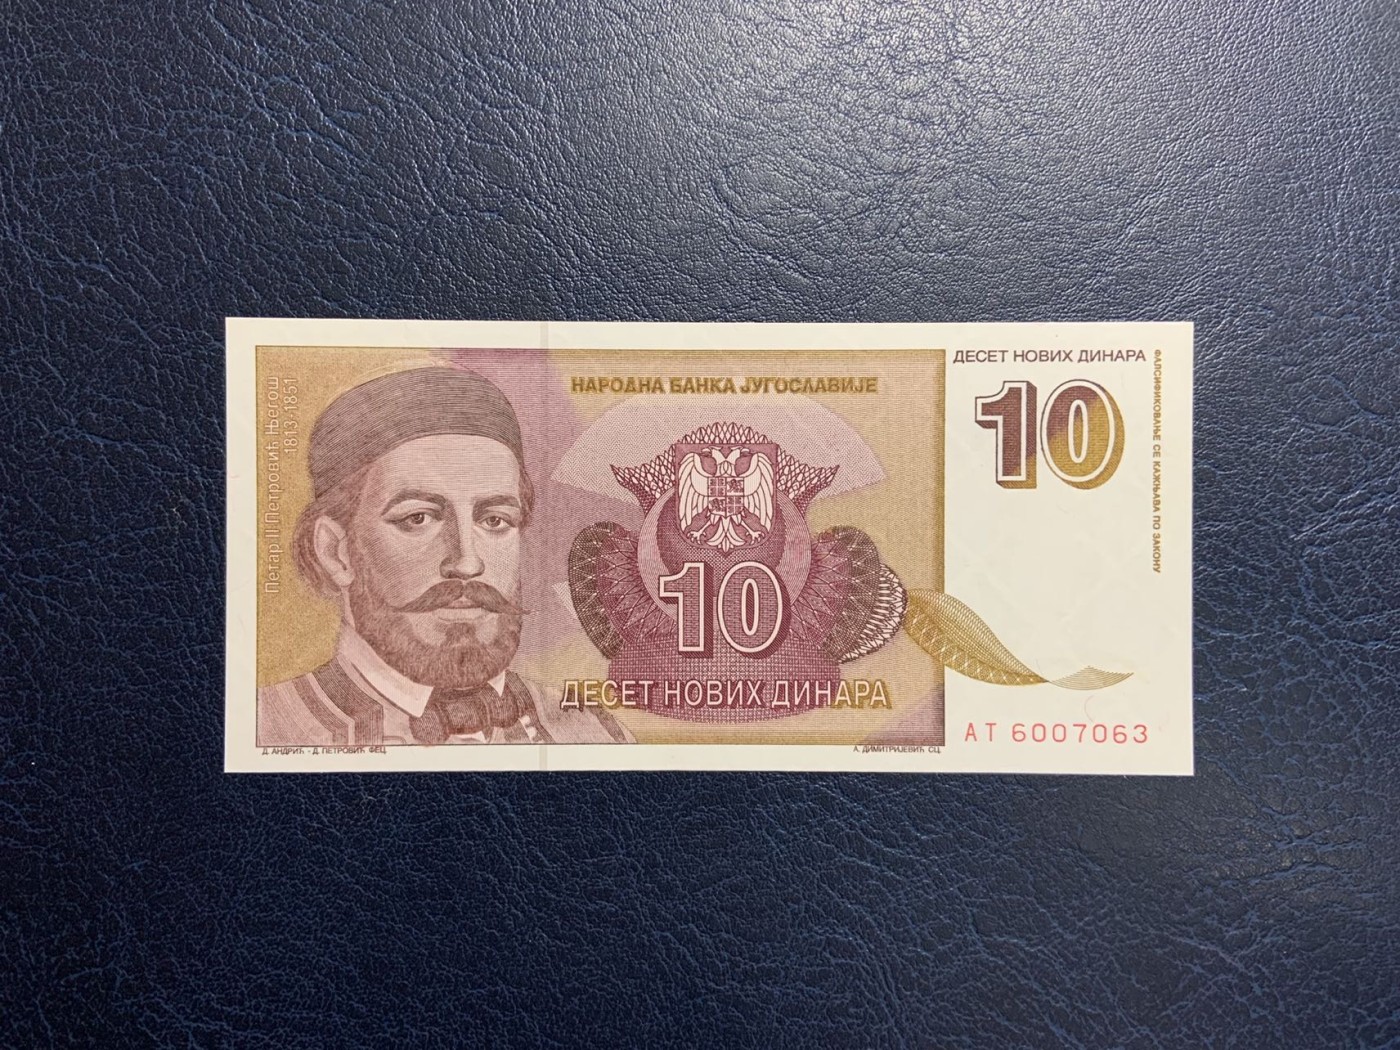 Петар II Петровић Његош
1813-1851
НАРОДНА БАНКА ЈУГОСЛАВИЈЕ
10
ДЕСЕТ НОВИХ ДИНАРА
Д. АНДРИЋ - Д. ПЕТРОВИЋ ФЕЦ.
А. ДИМИТРИЈЕВИЋ СЦ.
ДЕСЕТ НОВИХ ДИНАРА
10
ФАЛСИФИКОВАЊЕ СЕ КАЖЊАВА ПО ЗАКОНУ
АТ 6007063